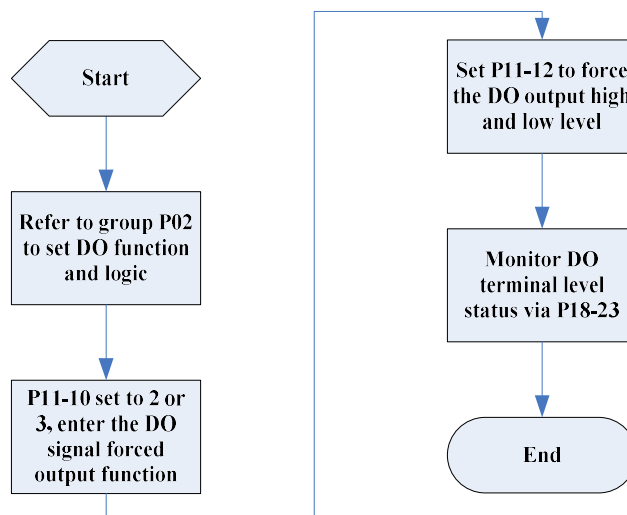 Start
Refer to group P02
to set DO function
and logic
P11-10 set to 2 or
3, enter the DO
signal forced
output function
Set P11-12 to force
the DO output high
and low level
Monitor DO
terminal level
status via P18-23
End